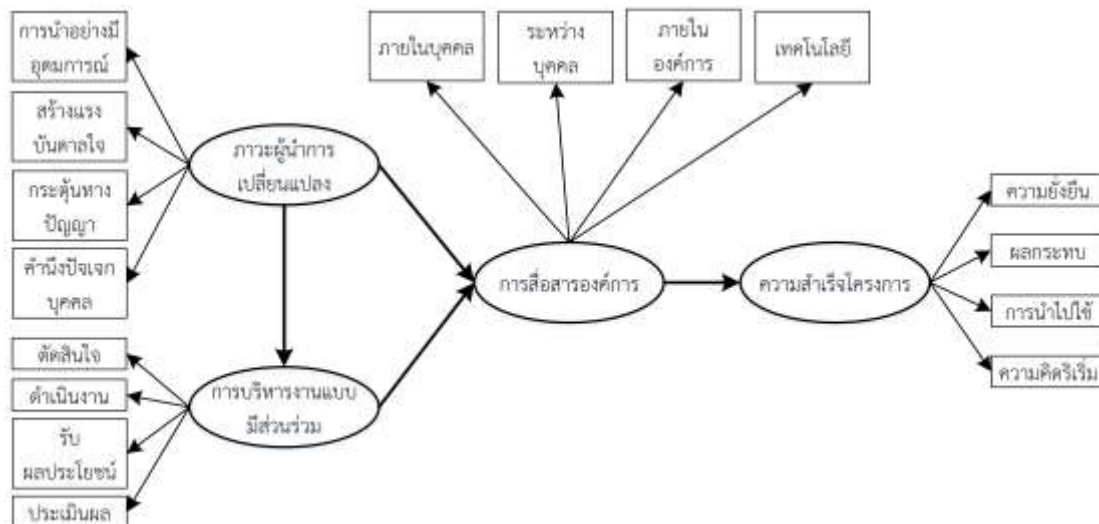 การนำอย่างมี
อุดมการณ์
สร้างแรง
บันดาลใจ
กระตุ้นทาง
ปัญญา
คำนึงปัจเจก
บุคคล
ตัดสินใจ
ดำเนินงาน
รับ
ผลประโยชน์
ประเมินผล
ภาวะผู้นำการ
เปลี่ยนแปลง
การบริหารงานแบบ
มีส่วนร่วม
ภายในบุคคล
ระหว่าง
บุคคล
ภายใน
องค์การ
เทคโนโลยี
การสื่อสารองค์การ
ความสำเร็จโครงการ
ความยั่งยืน
ผลกระทบ
การนำไปใช้
ความคิดริเริ่ม